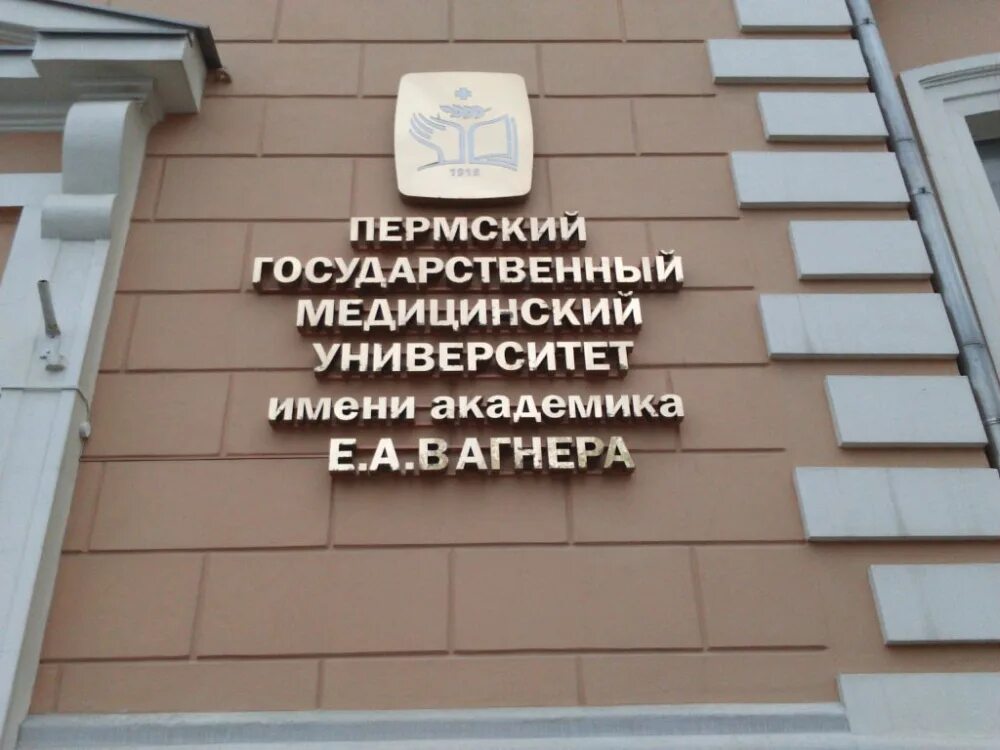 1916
ПЕРМСКИЙ
ГОСУДАРСТВЕННЫЙ
МЕДИЦИНСКИЙ
УНИВЕРСИТЕТ
имени академика
Е.А.ВАГНЕРА